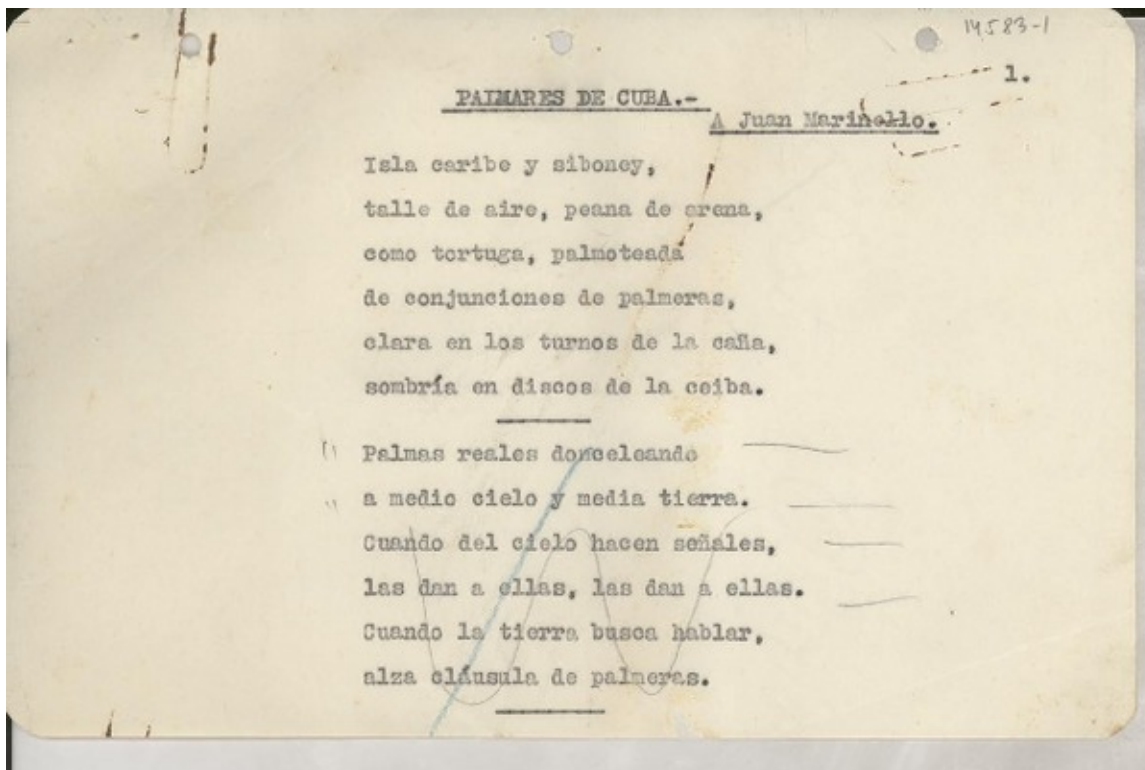 14583-1
1.
PALMARES DE CUBA.-
A Juan Marinello.
Isla caribe y siboney,
talle de aire, peana de arena,
como tortuga, palmoteada
de conjunciones de palmeras,
clara en los turnos de la caña,
sombría en discos de la ceiba.
Palmas reales donceleando
a medio cielo y media tierra.
Cuando del cielo hacen señales,
las dan a ellas, las dan a ellas.
Cuando la tierra busca hablar,
alza cláusula de palmeras.